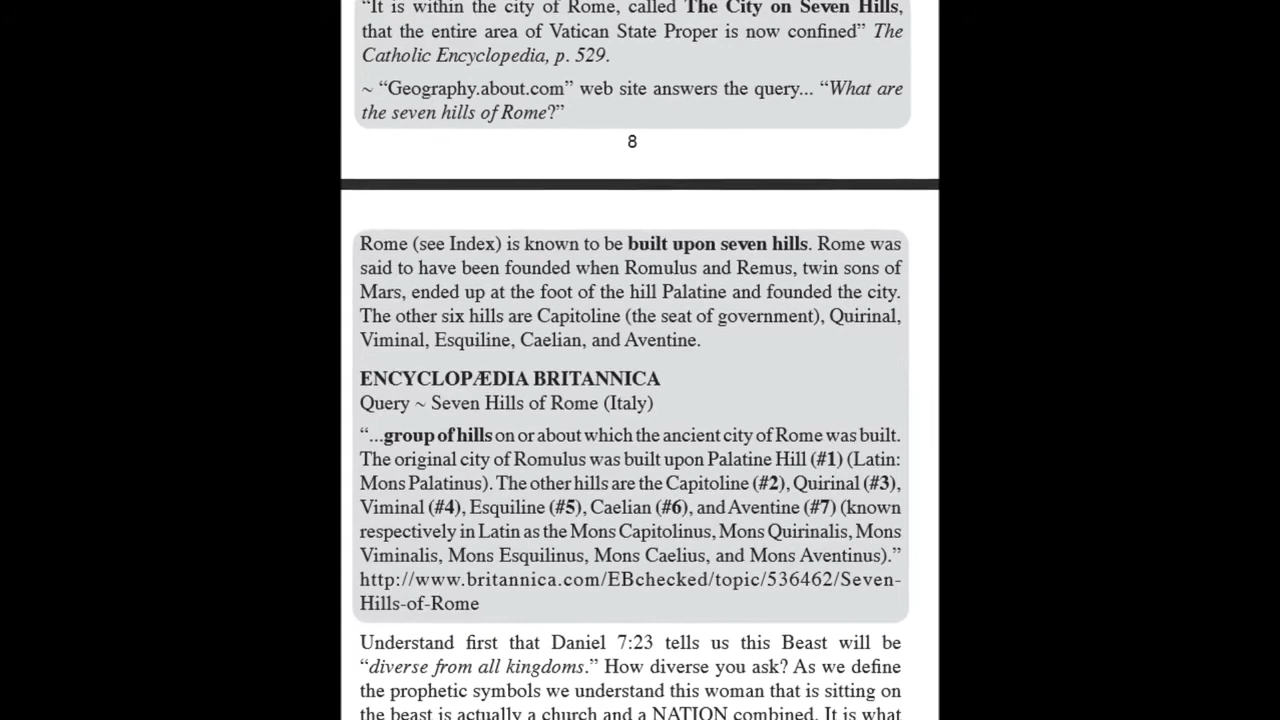 “It is within the city of Rome, called The City on Seven Hills,
that the entire area of Vatican State Proper is now confined” The
Catholic Encyclopedia, p. 529.
~ “Geography.about.com” web site answers the query... “What are
the seven hills of Rome?”
8
Rome (see Index) is known to be built upon seven hills. Rome was
said to have been founded when Romulus and Remus, twin sons of
Mars, ended up at the foot of the hill Palatine and founded the city.
The other six hills are Capitoline (the seat of government), Quirinal,
Viminal, Esquiline, Caelian, and Aventine.
ENCYCLOPÆDIA BRITANNICA
Query ~ Seven Hills of Rome (Italy)
“...group of hills on or about which the ancient city of Rome was built.
The original city of Romulus was built upon Palatine Hill (#1) (Latin:
Mons Palatinus). The other hills are the Capitoline (#2), Quirinal (#3),
Viminal (#4), Esquiline (#5), Caelian (#6), and Aventine (#7) (known
respectively in Latin as the Mons Capitolinus, Mons Quirinalis, Mons
Viminalis, Mons Esquilinus, Mons Caelius, and Mons Aventinus).”
http://www.britannica.com/EBchecked/topic/536462/Seven-
Hills-of-Rome
Understand first that Daniel 7:23 tells us this Beast will be
“diverse from all kingdoms.” How diverse you ask? As we define
the prophetic symbols we understand this woman that is sitting on
the beast is actually a church and a NATION combined. It is what